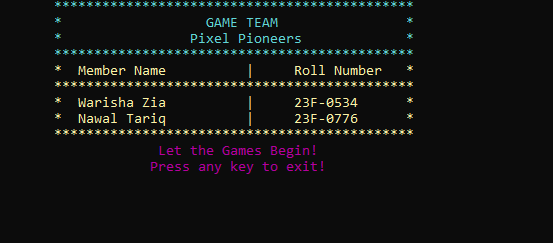 *********************************************
* GAME TEAM *
* Pixel Pioneers *
*********************************************
* Member Name | Roll Number *
*********************************************
* Warisha Zia | 23F-0534 *
* Nawal Tariq | 23F-0776 *
*********************************************
Let the Games Begin!
Press any key to exit!